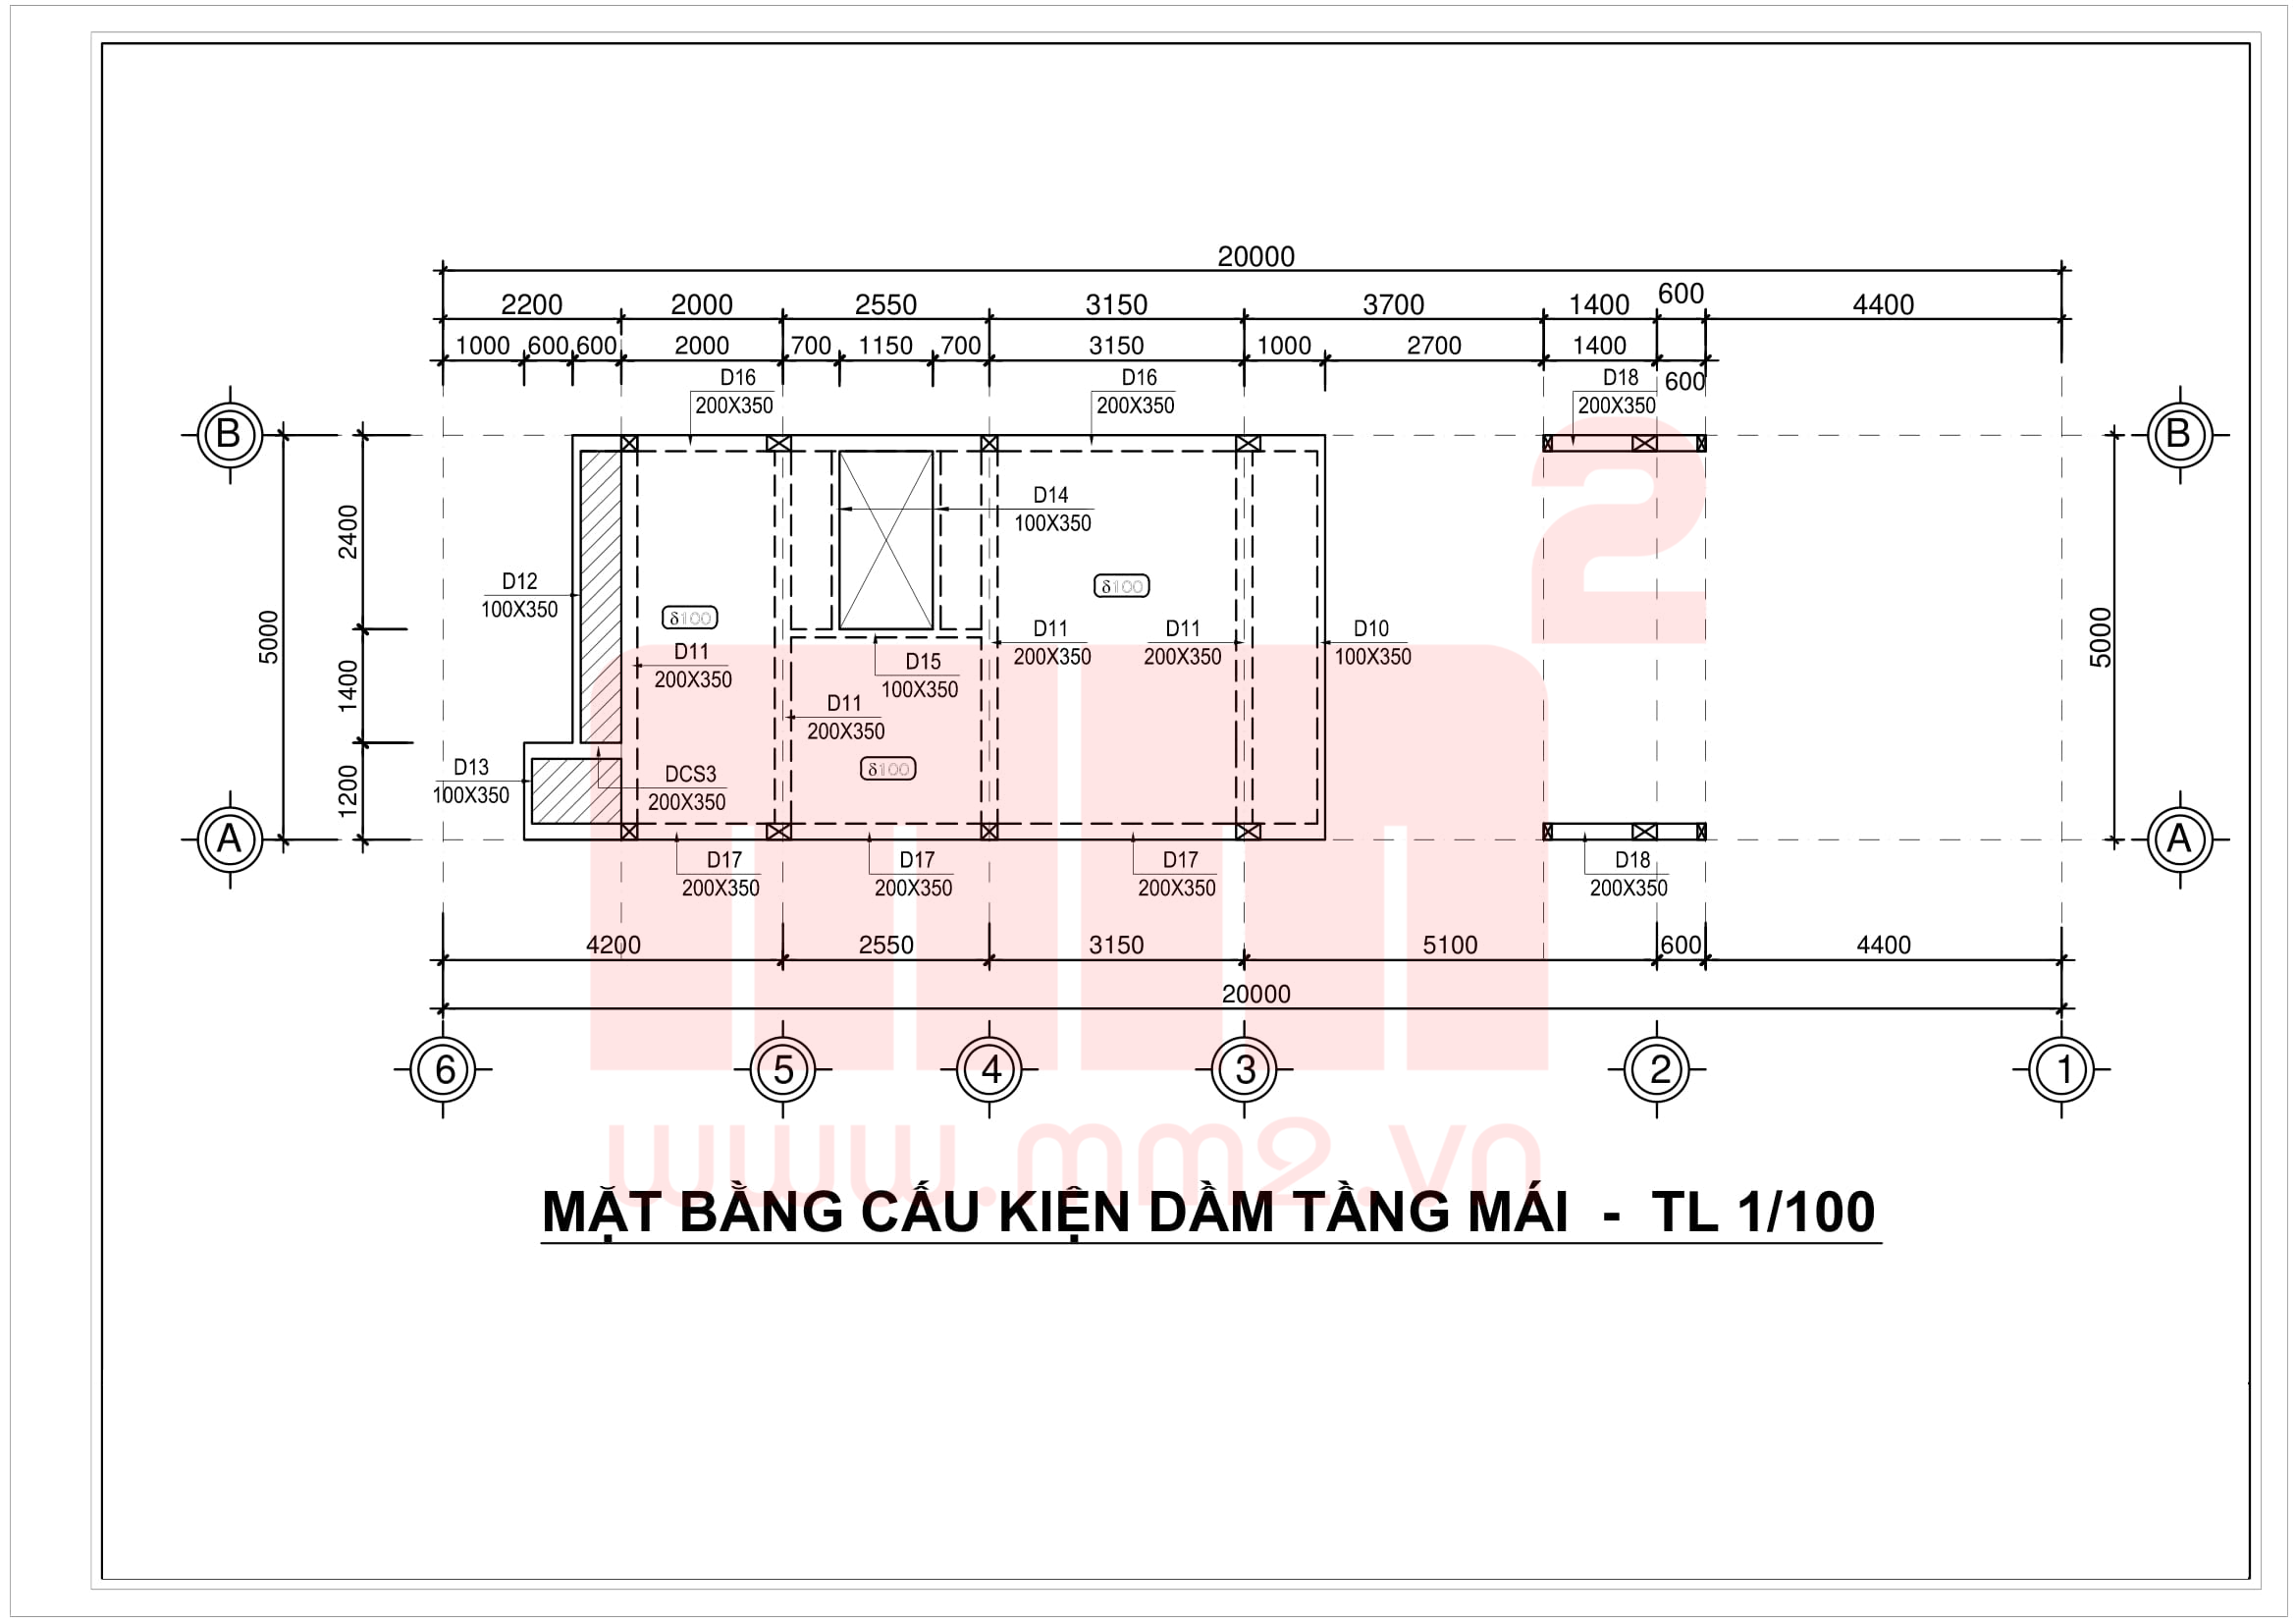 20000
2200 2000 2550 3150 3700 1400 600 4400
1000 600 600 2000 700 1150 700 3150 1000 2700 1400 600
D16 D16 D18
200X350 200X350 200X350
B B
D14
100X350
2400
D12
100X350
δ100
δ100
5000
5000
D11 D11 D11 D10
200X350 200X350 200X350 100X350
D15
100X350
1400
D11
200X350
D13
100X350
δ100
DCS3
200X350
1200
A A
D17 D17 D17 D18
200X350 200X350 200X350 200X350
4200 2550 3150 5100 600 4400
20000
6 5 4 3 2 1
mm2
www.mm2.vn
MẶT BẰNG CẤU KIỆN DẦM TẦNG MÁI - TL 1/100